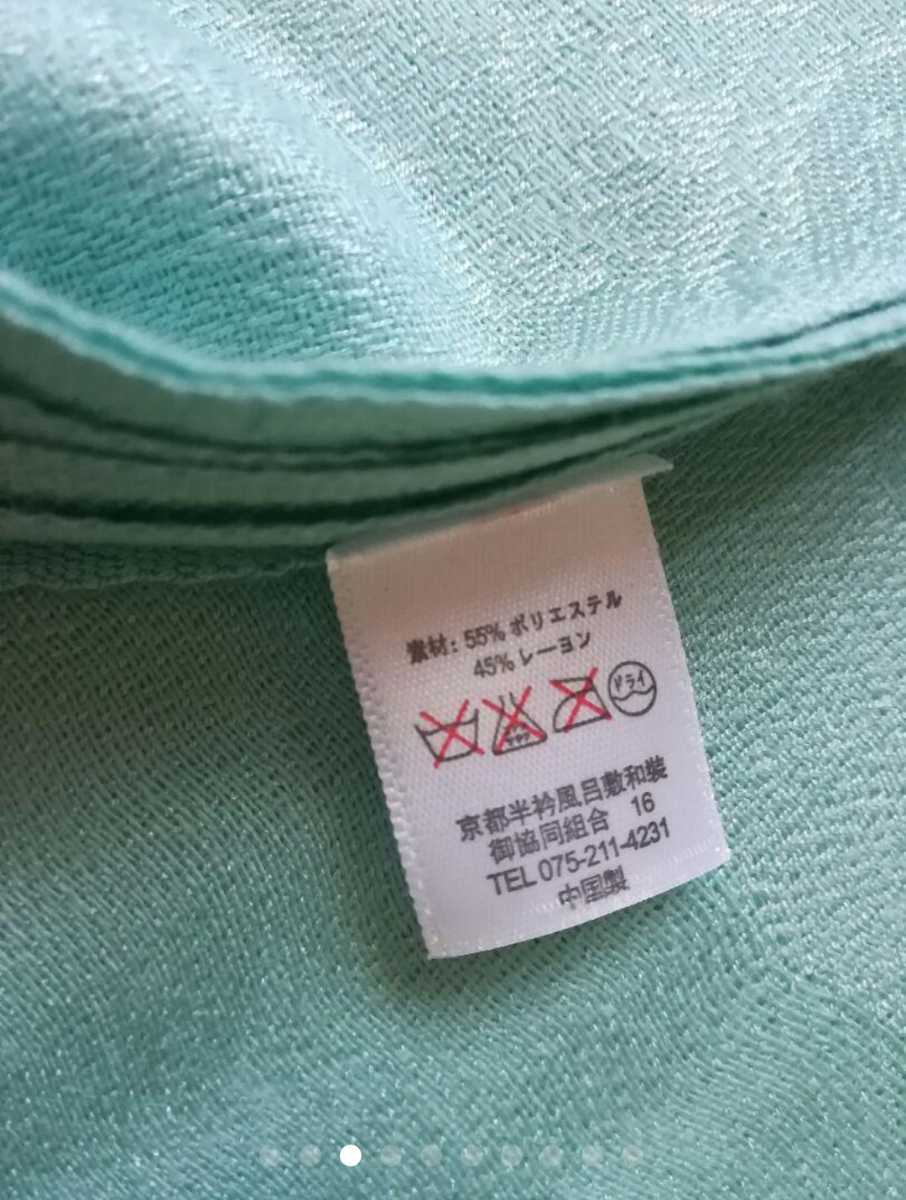 素材: 55% ポリエステル
45% レーヨン
ドライ
京都半衿風呂敷和装
御協同組合 16
TEL 075-211-4231
中国製